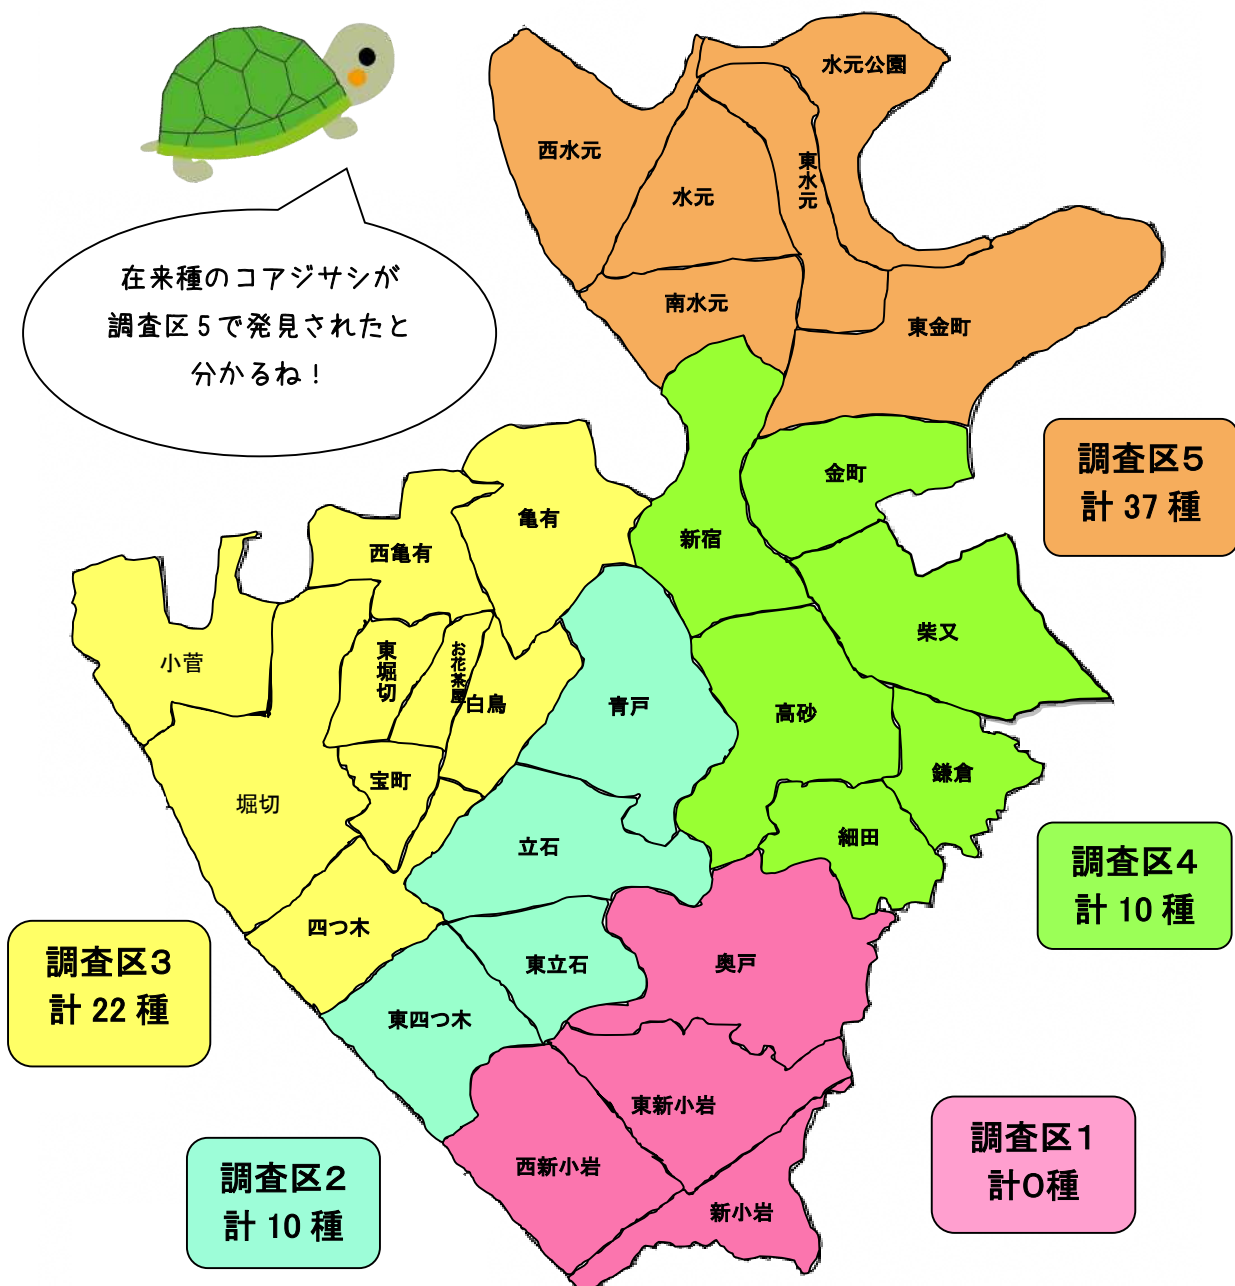 水元公園
西水元
東水元
水元
在来種のコアジサシが
調査区5で発見されたと
分かるね！
南水元
東金町
調査区5
計 37 種
金町
亀有
新宿
西亀有
柴又
小菅
東堀切
お花茶屋
白鳥
青戸
高砂
鎌倉
宝町
堀切
細田
立石
調査区4
計 10 種
四つ木
奥戸
東立石
調査区3
計 22 種
東四つ木
東新小岩
調査区1
計0種
西新小岩
調査区2
計 10 種
新小岩